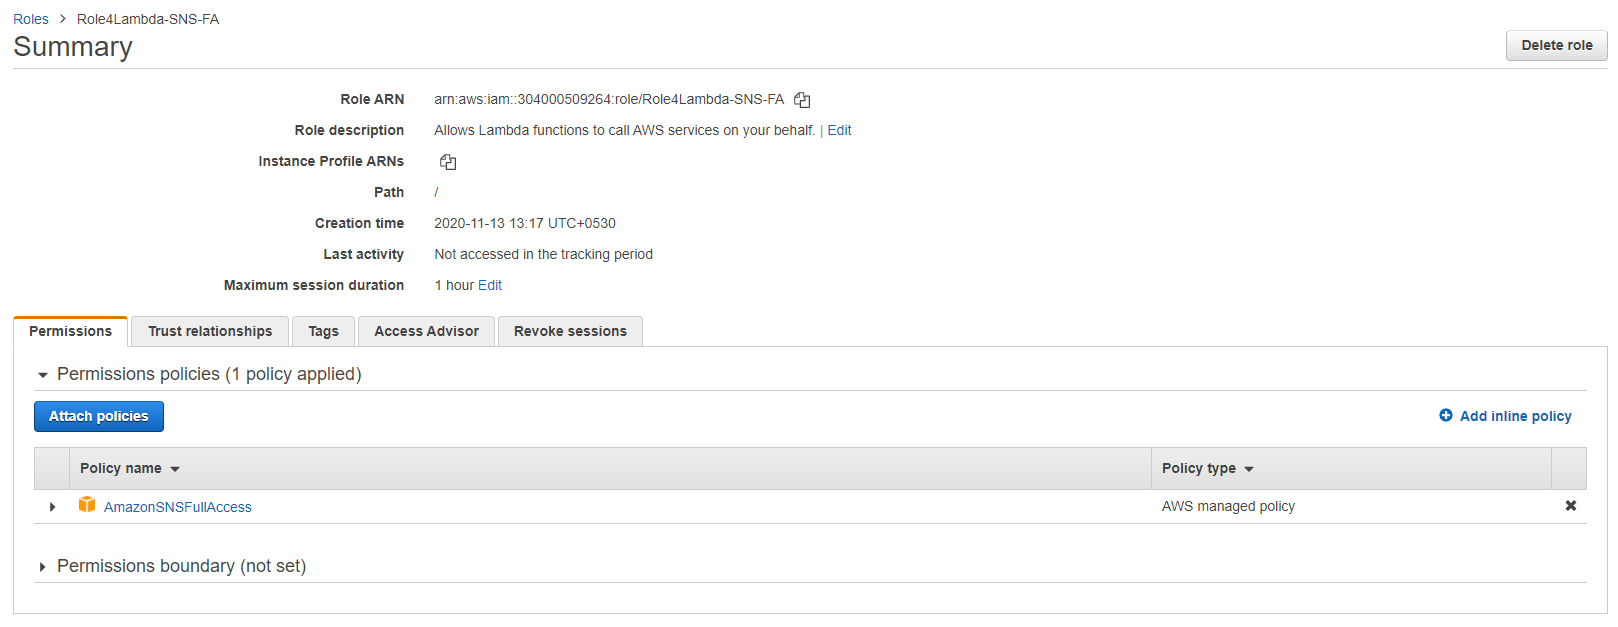 Roles > Role4Lambda-SNS-FA
Summary
Delete role
Role ARN arn:aws:iam::304000509264:role/Role4Lambda-SNS-FA
Role description Allows Lambda functions to call AWS services on your behalf. | Edit
Instance Profile ARNs
Path /
Creation time 2020-11-13 13:17 UTC+0530
Last activity Not accessed in the tracking period
Maximum session duration 1 hour Edit
Permissions Trust relationships Tags Access Advisor Revoke sessions
Permissions policies (1 policy applied)
Attach policies Add inline policy
Policy name Policy type
AmazonSNSFullAccess AWS managed policy
Permissions boundary (not set)